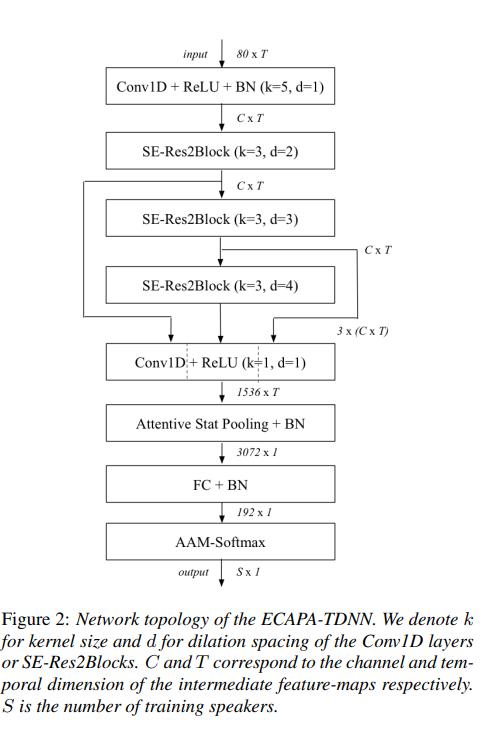 input 80 x T
Conv1D + ReLU + BN (k=5, d=1)
C x T
SE-Res2Block (k=3, d=2)
C x T
SE-Res2Block (k=3, d=3)
C x T
SE-Res2Block (k=3, d=4)
3 x (C x T)
Conv1D + ReLU (k=1, d=1)
1536 x T
Attentive Stat Pooling + BN
3072 x 1
FC + BN
192 x 1
AAM-Softmax
output S x 1
Figure 2: Network topology of the ECAPA-TDNN. We denote k
for kernel size and d for dilation spacing of the Conv1D layers
or SE-Res2Blocks. C and T correspond to the channel and tem-
poral dimension of the intermediate feature-maps respectively.
S is the number of training speakers.